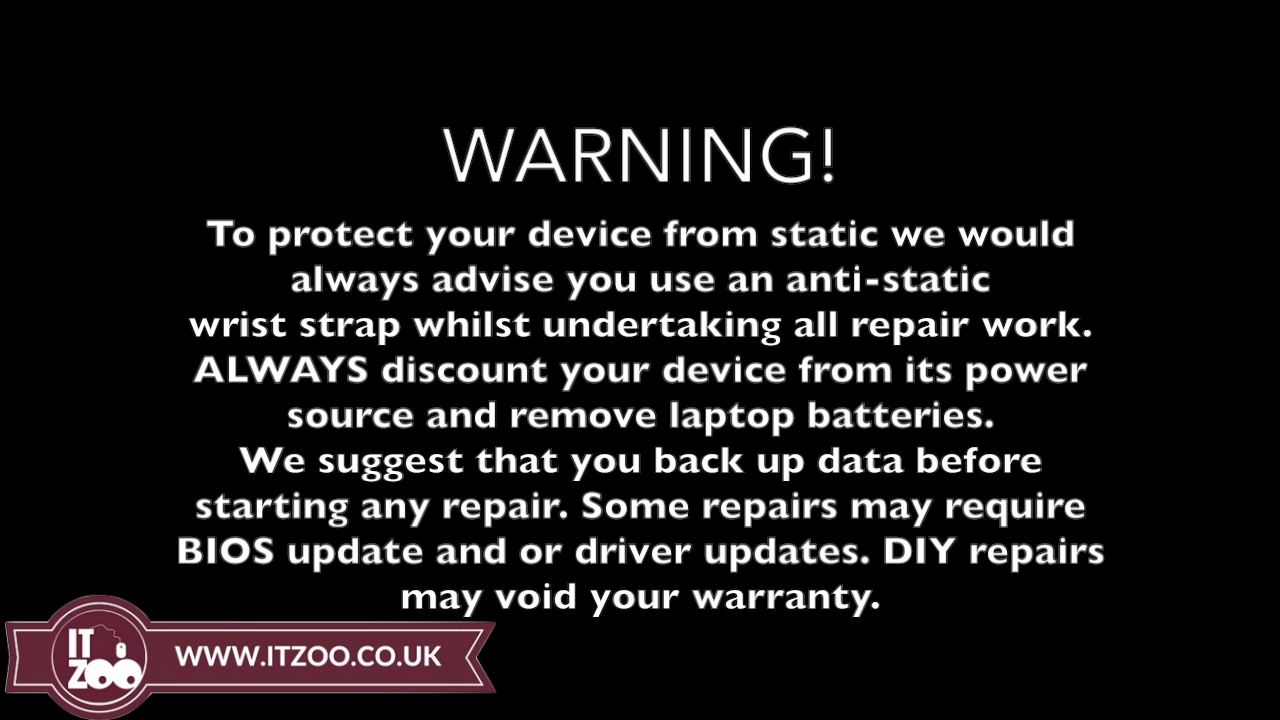 WARNING!
To protect your device from static we would
always advise you use an anti-static
wrist strap whilst undertaking all repair work.
ALWAYS discount your device from its power
source and remove laptop batteries.
We suggest that you back up data before
starting any repair. Some repairs may require
BIOS update and or driver updates. DIY repairs
may void your warranty.
IT
ZOO
WWW.ITZOO.CO.UK